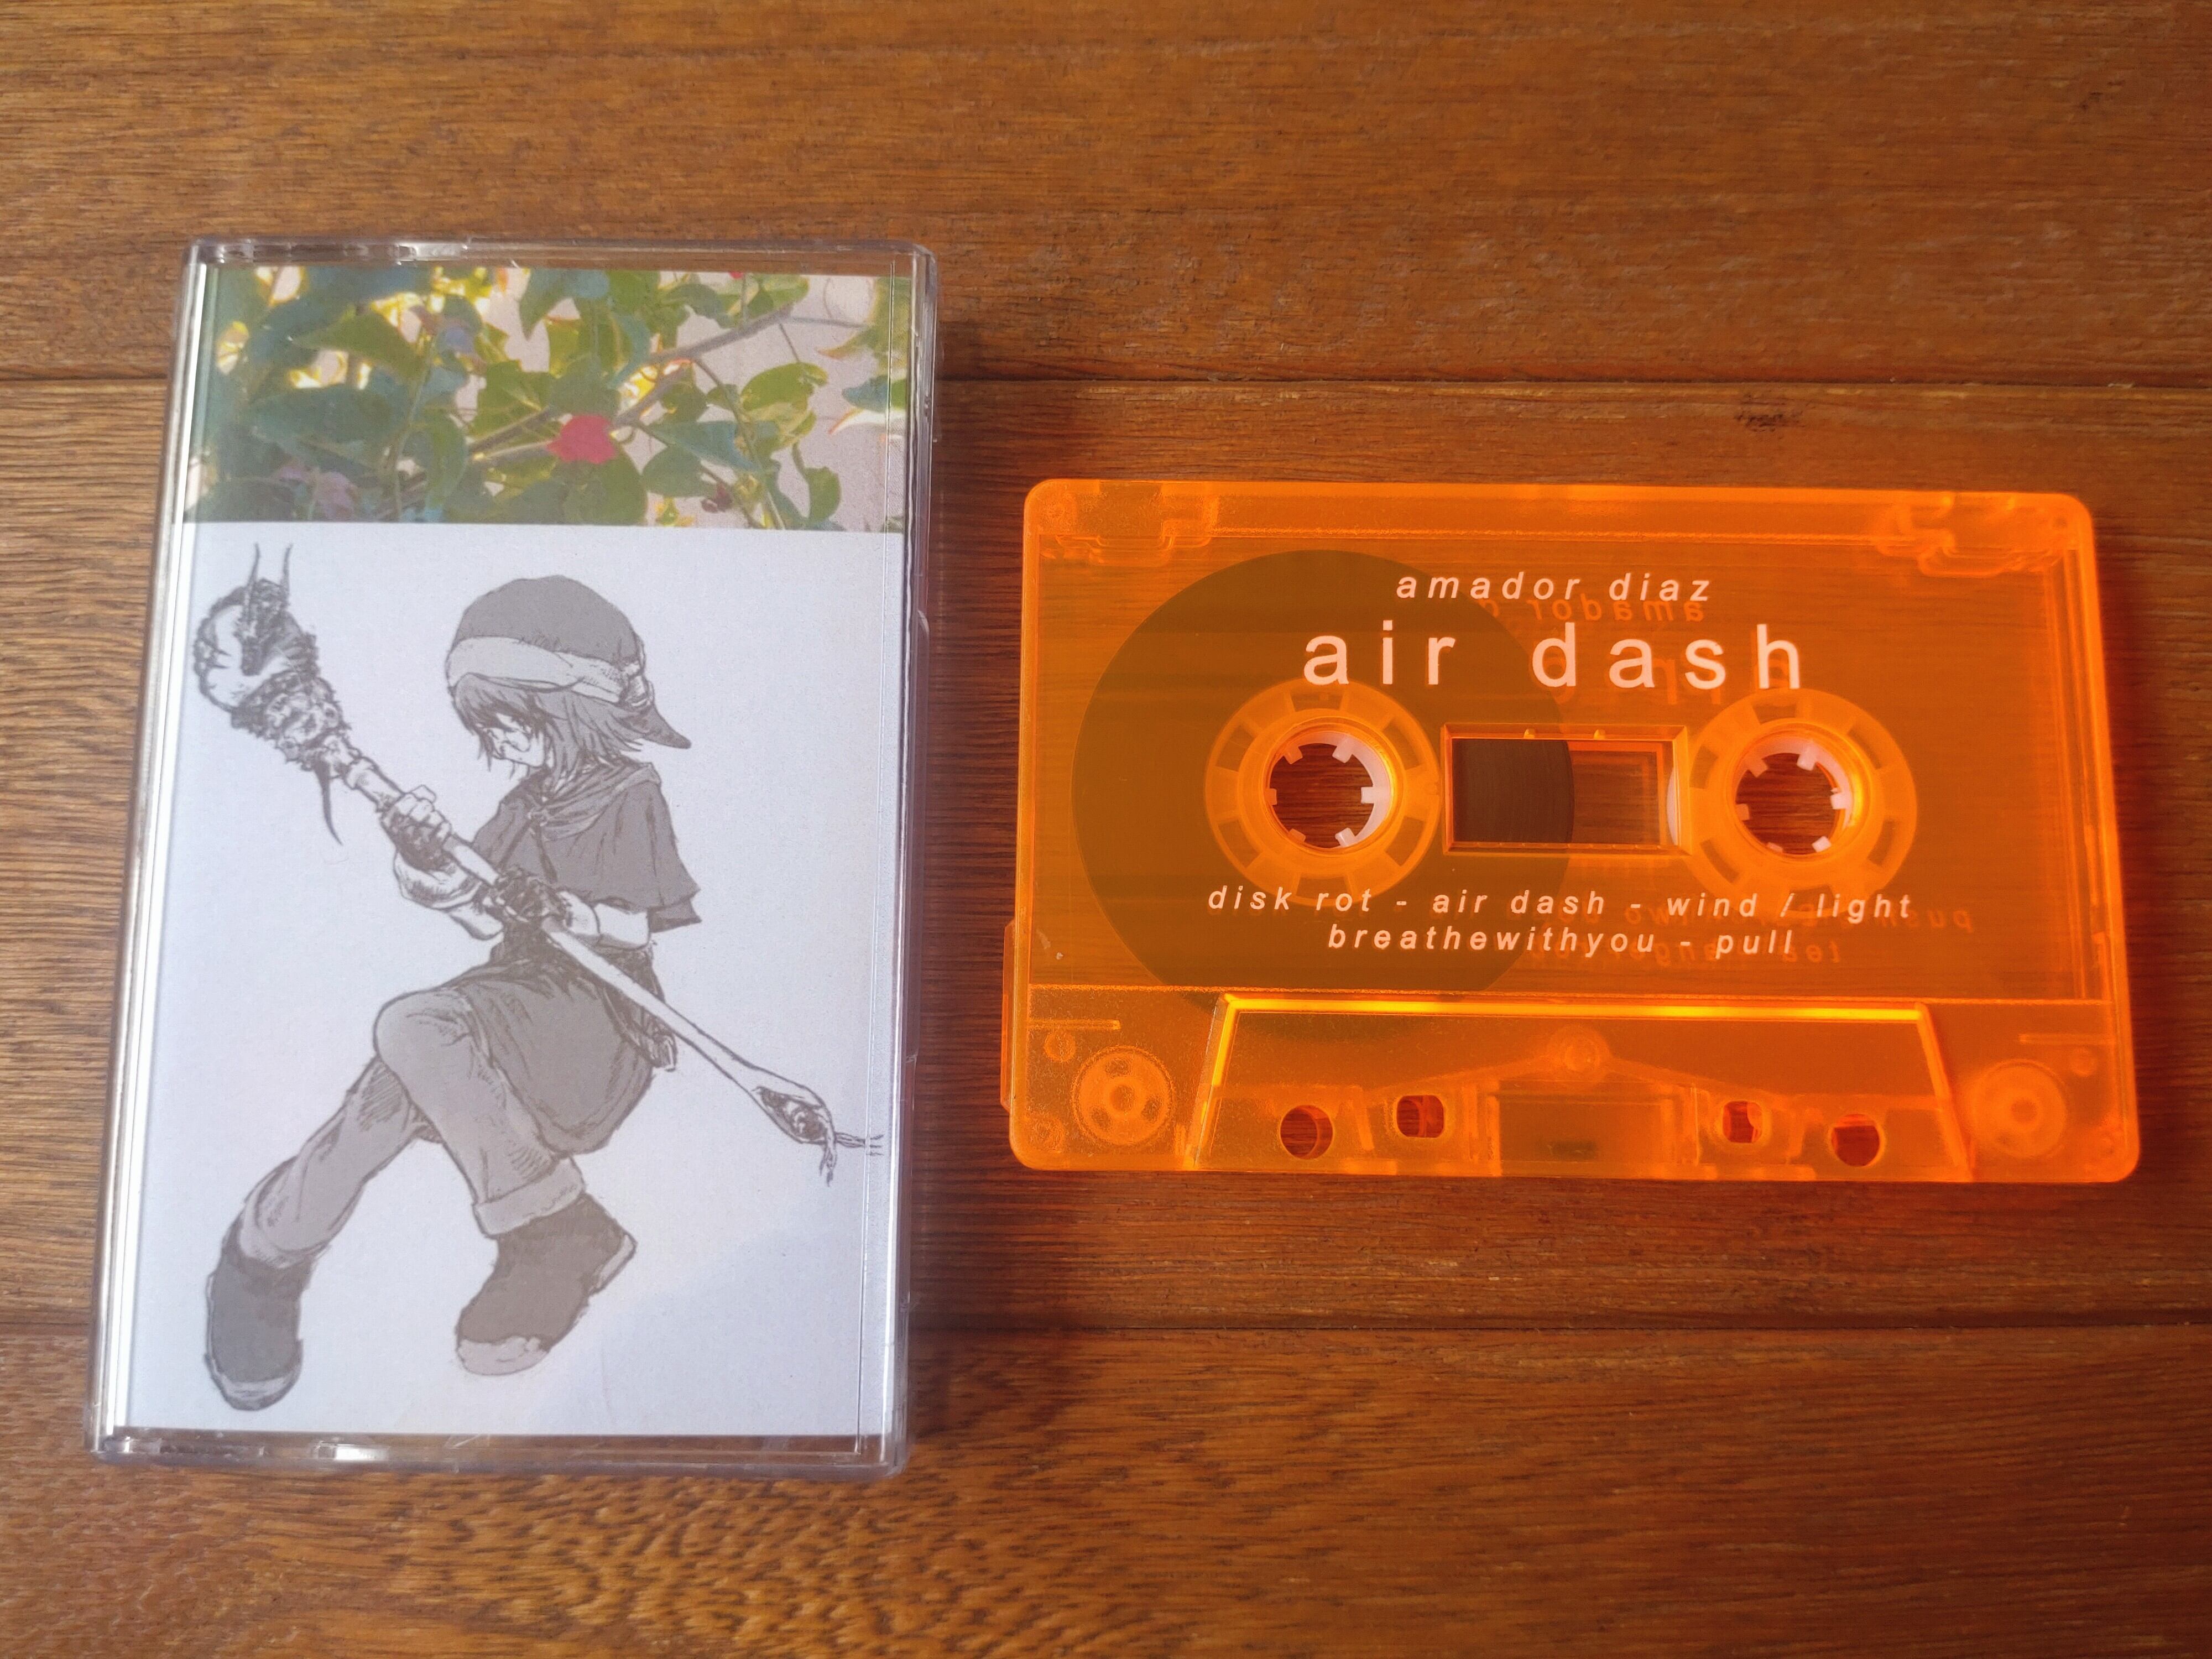 amador diaz
air dash
disk rot - air dash - wind / light
breathewithyou - pull